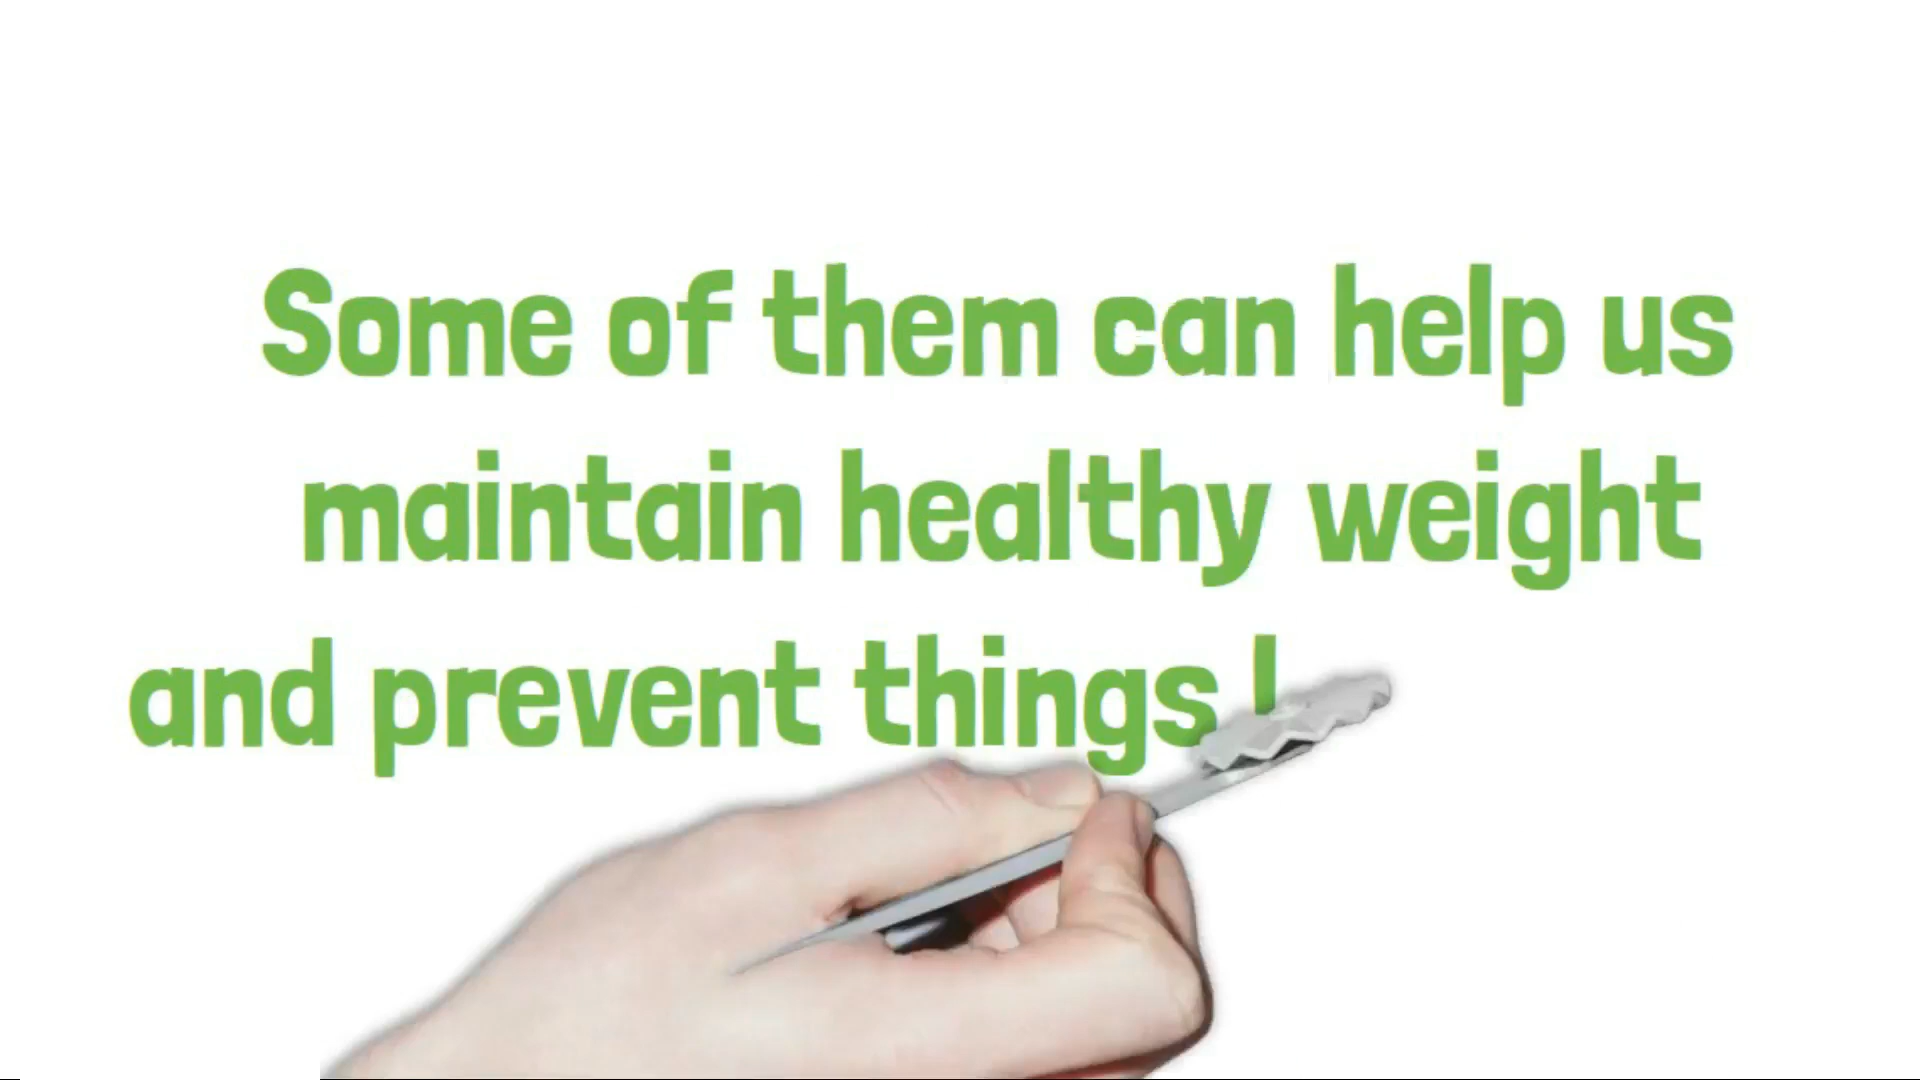 Some of them can help us
maintain healthy weight
and prevent things